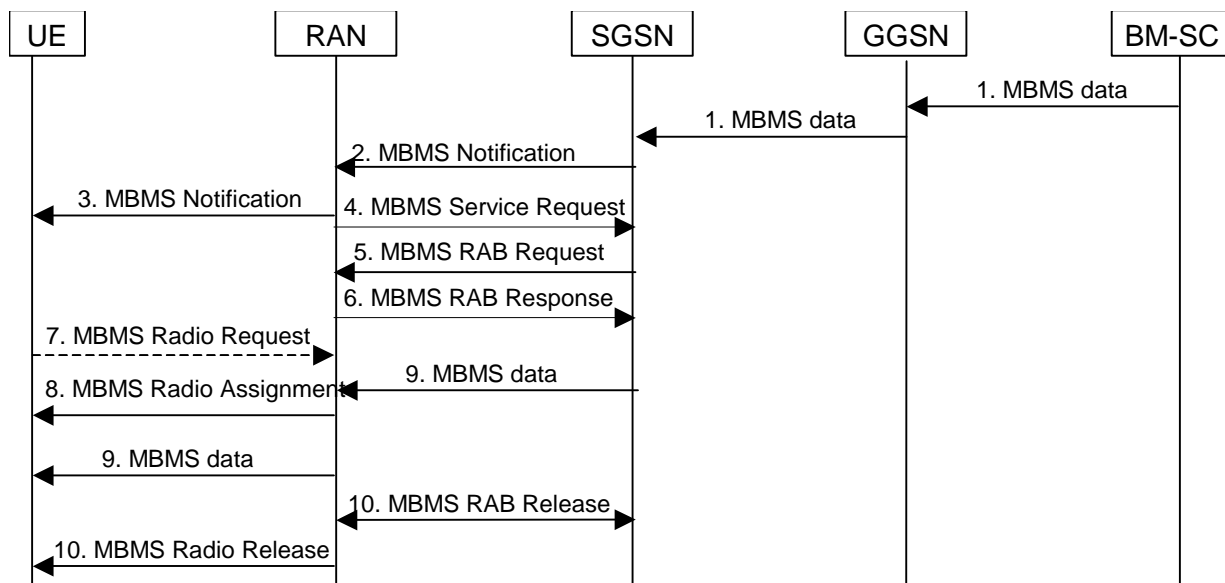 UE RAN SGSN GGSN BM-SC
1. MBMS data
1. MBMS data
2. MBMS Notification
3. MBMS Notification
4. MBMS Service Request
5. MBMS RAB Request
6. MBMS RAB Response
7. MBMS Radio Request
9. MBMS data
8. MBMS Radio Assignment
9. MBMS data
10. MBMS RAB Release
10. MBMS Radio Release